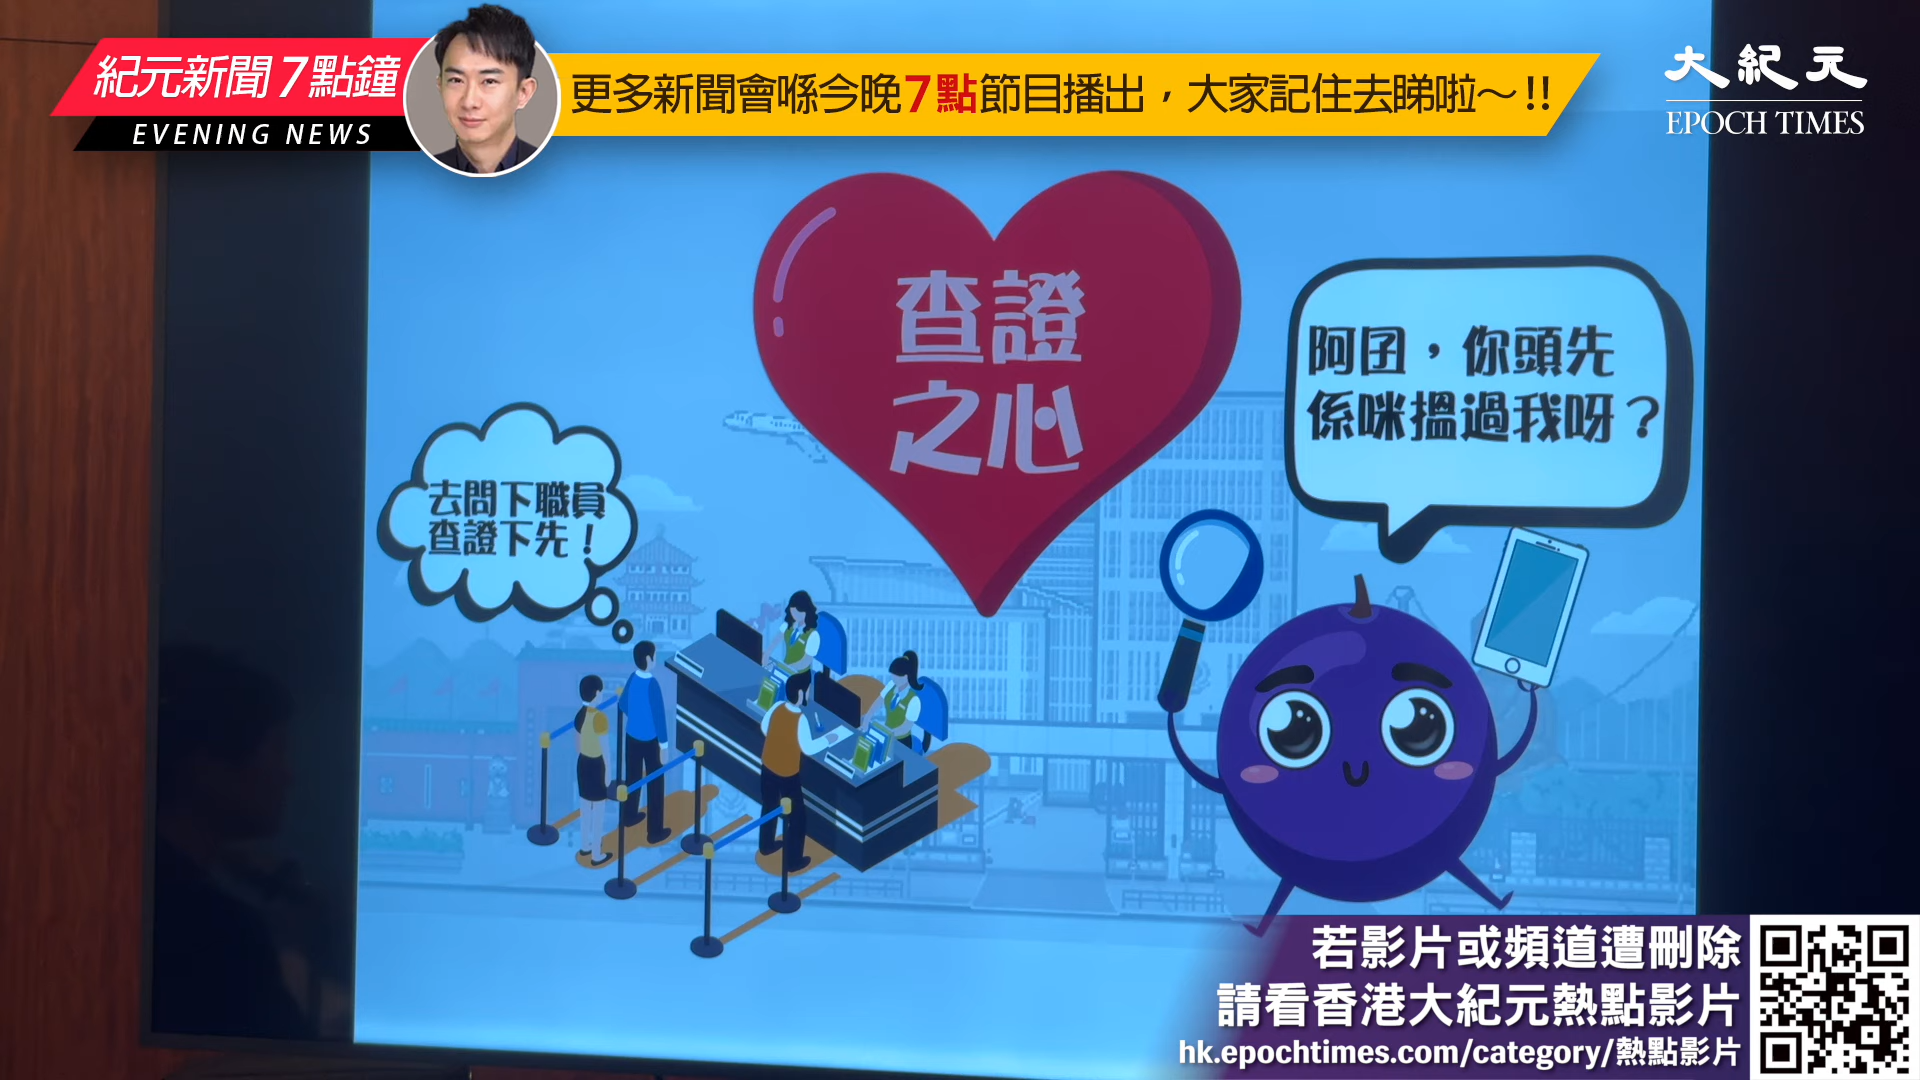 紀元新聞7點鐘
EVENING NEWS
更多新聞會喺今晚7點節目播出，大家記住去睇啦～!!
大紀元
EPOCH TIMES
查證
之心
阿囝，你頭先
係咪搵過我呀？
去問下職員
查證下先！
若影片或頻道遭刪除
請看香港大紀元熱點影片
hk.epochtimes.com/category/熱點影片